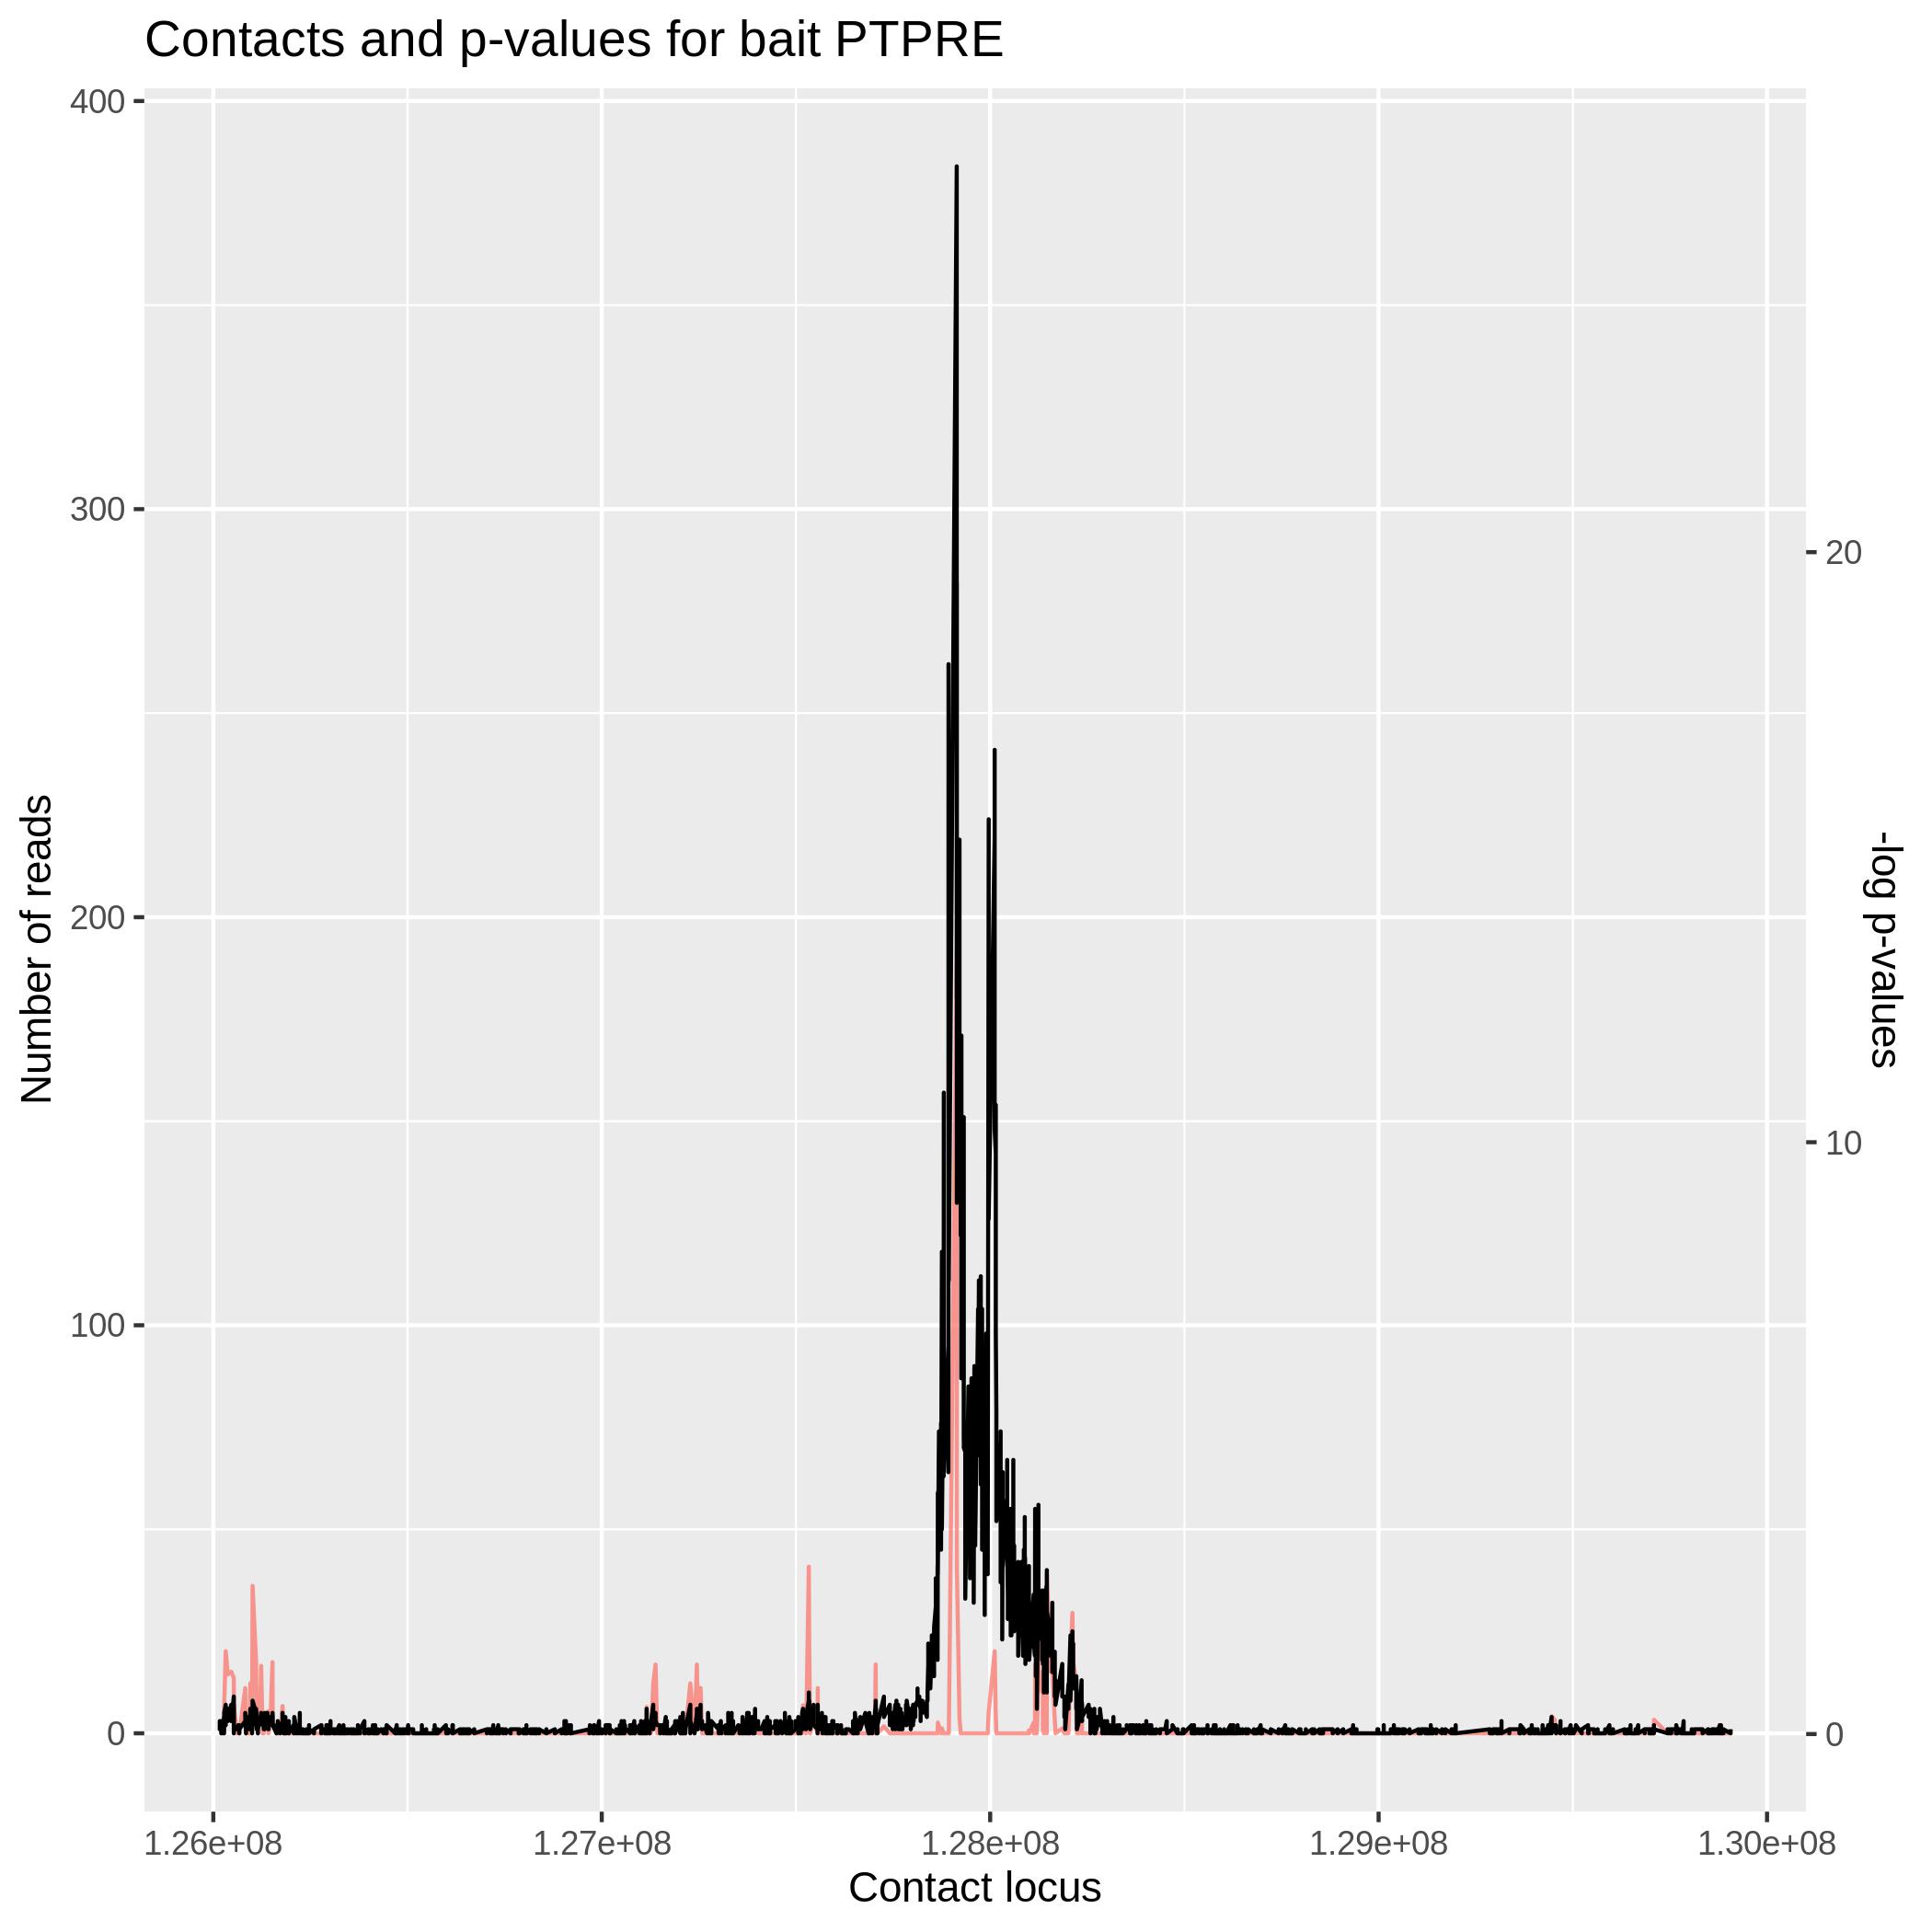 Contacts and p-values for bait PTPRE
400
300
200
100
0
Number of reads
20
10
0
-log p-values
1.26e+08
1.27e+08
1.28e+08
1.29e+08
1.30e+08
Contact locus